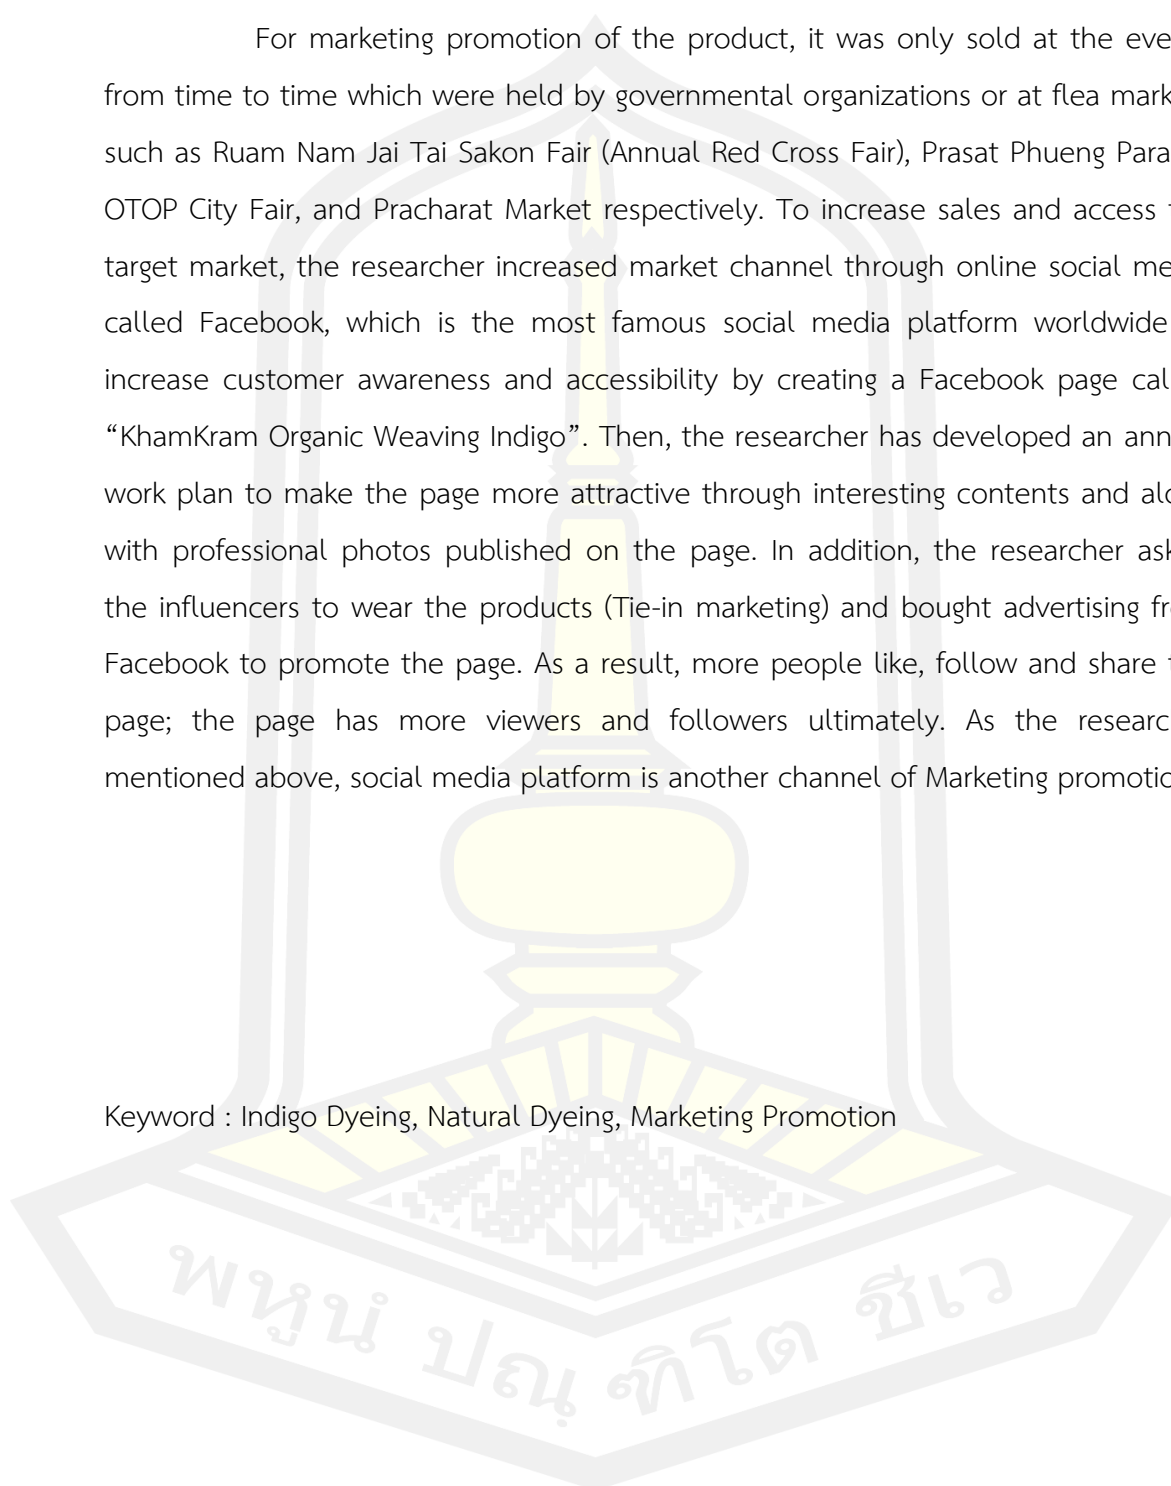 For marketing promotion of the product, it was only sold at the eve
from time to time which were held by governmental organizations or at flea mark
such as Ruam Nam Jai Tai Sakon Fair (Annual Red Cross Fair), Prasat Phueng Para
OTOP City Fair, and Pracharat Market respectively. To increase sales and access t
target market, the researcher increased market channel through online social me
called Facebook, which is the most famous social media platform worldwide
increase customer awareness and accessibility by creating a Facebook page cal
“KhamKram Organic Weaving Indigo”. Then, the researcher has developed an ann
work plan to make the page more attractive through interesting contents and alo
with professional photos published on the page. In addition, the researcher ask
the influencers to wear the products (Tie-in marketing) and bought advertising fr
Facebook to promote the page. As a result, more people like, follow and share t
page; the page has more viewers and followers ultimately. As the researc
mentioned above, social media platform is another channel of Marketing promotio
Keyword : Indigo Dyeing, Natural Dyeing, Marketing Promotion
พหูนํ ปณฺฑิโต ชีเว